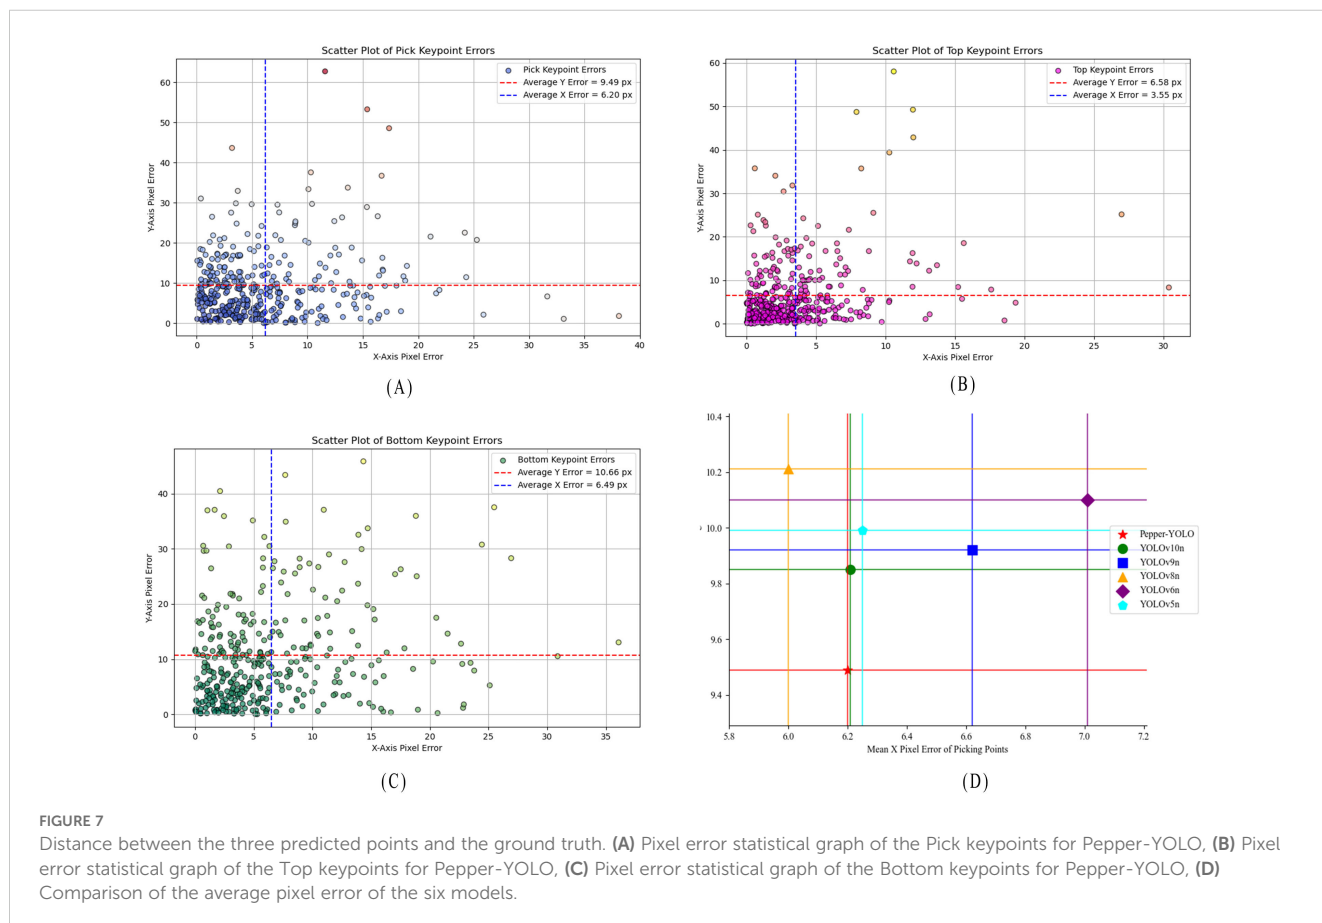 Scatter Plot of Pick Keypoint Errors
Pick Keypoint Errors
Average Y Error = 9.49 px
Average X Error = 6.20 px
Y-Axis Pixel Error
60
50
40
30
20
10
0
0 5 10 15 20 25 30 35 40
X-Axis Pixel Error
(A)
Scatter Plot of Top Keypoint Errors
Top Keypoint Errors
Average Y Error = 6.58 px
Average X Error = 3.55 px
Y-Axis Pixel Error
60
50
40
30
20
10
0
0 5 10 15 20 25 30
X-Axis Pixel Error
(B)
Scatter Plot of Bottom Keypoint Errors
Bottom Keypoint Errors
Average Y Error = 10.66 px
Average X Error = 6.49 px
Y-Axis Pixel Error
40
30
20
10
0
0 5 10 15 20 25 30 35
X-Axis Pixel Error
(C)
10.4
10.2
10.0
9.8
9.6
9.4
5.8 6.0 6.2 6.4 6.6 6.8 7.0 7.2
Mean X Pixel Error of Picking Points
Pepper-YOLO
YOLOv10n
YOLOv9n
YOLOv8n
YOLOv6n
YOLOv5n
(D)
FIGURE 7
Distance between the three predicted points and the ground truth. (A) Pixel error statistical graph of the Pick keypoints for Pepper-YOLO, (B) Pixel
error statistical graph of the Top keypoints for Pepper-YOLO, (C) Pixel error statistical graph of the Bottom keypoints for Pepper-YOLO, (D)
Comparison of the average pixel error of the six models.